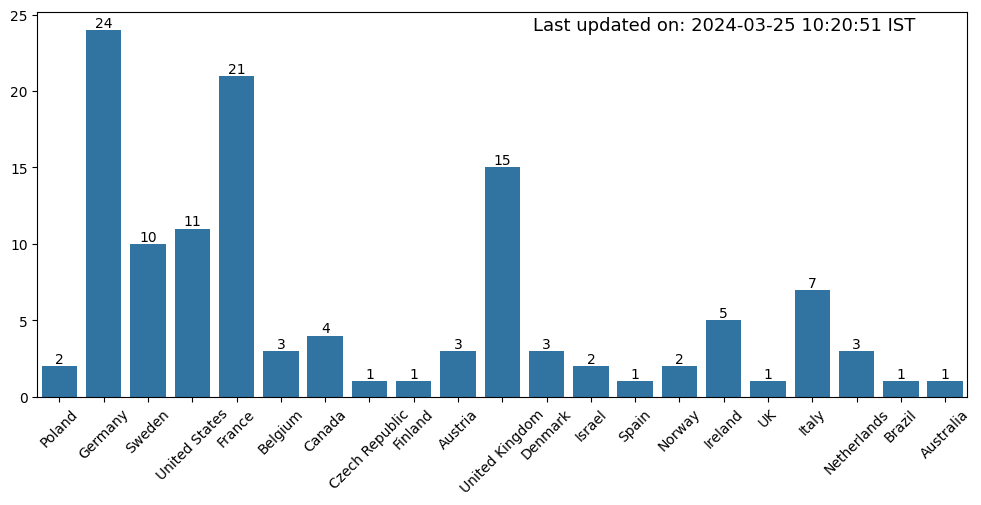 Last updated on: 2024-03-25 10:20:51 IST
25
20
15
10
5
0
2
24
10
11
21
3
4
1
1
3
15
3
2
1
2
5
1
7
3
1
1
Poland
Germany
Sweden
United States
France
Belgium
Canada
Czech Republic
Finland
Austria
United Kingdom
Denmark
Israel
Spain
Norway
Ireland
UK
Italy
Netherlands
Brazil
Australia